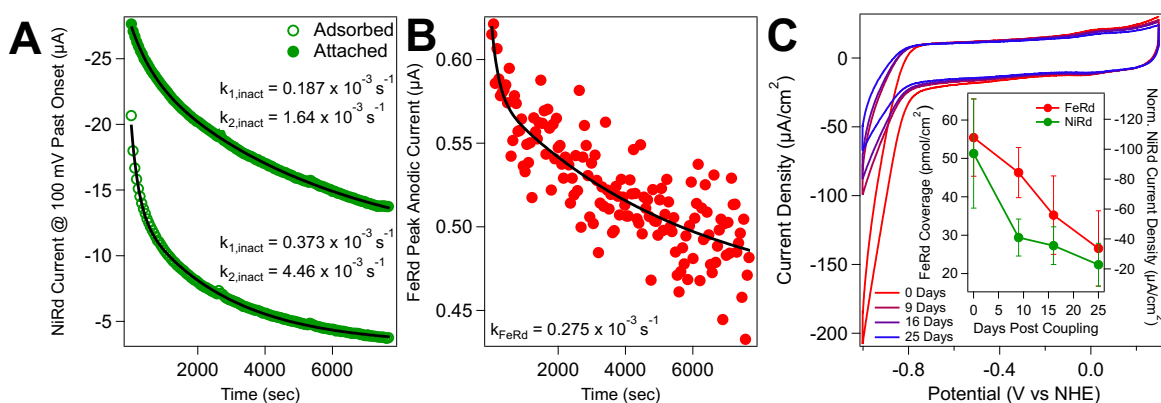 A
NiRd Current @ 100 mV Past Onset (µA)
-25
-20
-15
-10
-5
Adsorbed
Attached
k1,inact = 0.187 x 10-3 s-1
k2,inact = 1.64 x 10-3 s-1
k1,inact = 0.373 x 10-3 s-1
k2,inact = 4.46 x 10-3 s-1
2000 4000 6000
Time (sec)
B
FeRd Peak Anodic Current (µA)
0.60
0.55
0.50
0.45
kFeRd = 0.275 x 10-3 s-1
2000 4000 6000
Time (sec)
C
Current Density (µA/cm2)
0
-50
-100
-150
-200
0 Days
9 Days
16 Days
25 Days
-0.8 -0.4 0.0
Potential (V vs NHE)
FeRd Coverage (pmol/cm2)
60
50
40
30
20
FeRd
NiRd
-120
-100
-80
-60
-40
-20
Norm. NiRd Current Density (µA/cm2)
0 5 10 15 20 25
Days Post Coupling